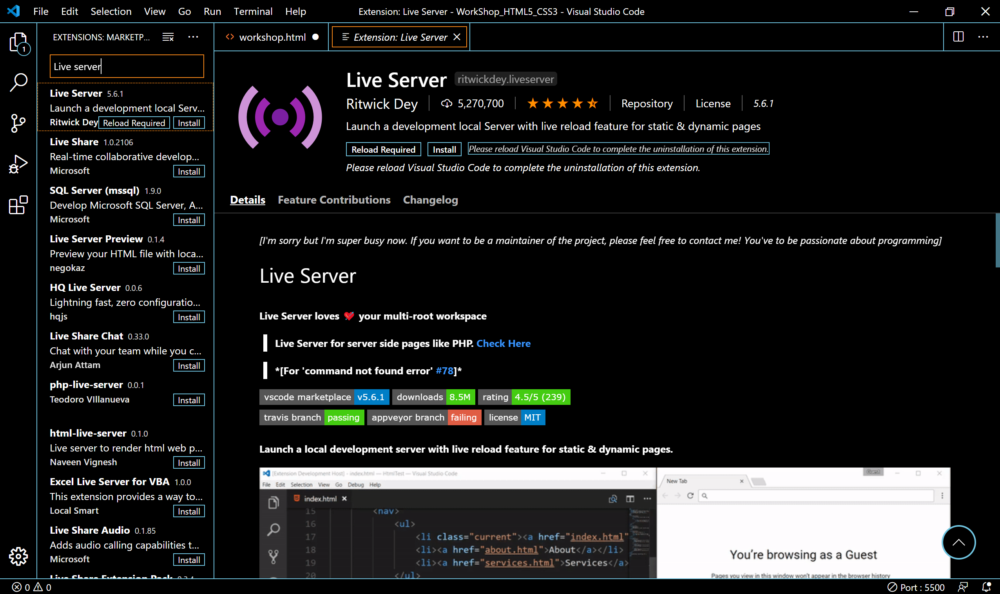 File Edit Selection View Go Run Terminal Help Extension: Live Server - WorkShop_HTML5_CSS3 - Visual Studio Code
EXTENSIONS: MARKETP...
1
Live server
Live Server 5.6.1
Launch a development local Serv...
Ritwick Dey Reload Required Install
Live Share 1.0.2106
Real-time collaborative develop...
Microsoft Install
SQL Server (mssql) 1.9.0
Develop Microsoft SQL Server, A...
Microsoft Install
Live Server Preview 0.1.4
Preview your HTML file with loca...
negokaz Install
HQ Live Server 0.0.6
Lightning fast, zero configuratio...
hqjs Install
Live Share Chat 0.33.0
Chat with your team while you c...
Arjun Attam Install
php-live-server 0.0.1
Teodoro VIllanueva Install
html-live-server 0.1.0
Live server to render html web p...
Naveen Vignesh Install
Excel Live Server for VBA 1.0.0
This extension provides a way to...
Local Smart Install
Live Share Audio 0.1.85
Adds audio calling capabilities t...
Microsoft Install
Live Share Extension Pack 0.3.4
workshop.html Extension: Live Server
Live Server ritwickdey.liveserver
Ritwick Dey 5,270,700 Repository License 5.6.1
Launch a development local Server with live reload feature for static & dynamic pages
Reload Required Install Please reload Visual Studio Code to complete the uninstallation of this extension.
Please reload Visual Studio Code to complete the uninstallation of this extension.
Details Feature Contributions Changelog
[I'm sorry but I'm super busy now. If you want to be a maintainer of the project, please feel free to contact me! You've to be passionate about programming]
Live Server
Live Server loves 💘 your multi-root workspace
Live Server for server side pages like PHP. Check Here
*[For 'command not found error' #78]*
vscode marketplace v5.6.1 downloads 8.5M rating 4.5/5 (239)
travis branch passing appveyor branch failing license MIT
Launch a local development server with live reload feature for static & dynamic pages.
[Extension Development Host] - index.html — HtmlTest — Visual Studio Code
File Edit Selection View Go Debug Help
index.html
15 <nav>
16 <ul>
17 <li class="current"><a href="index.html"
18 <li><a href="about.html">About</a></li>
19 <li><a href="services.html">Services</a>
20 </ul>
Guest
New Tab
You're browsing as a Guest
Pages you view in this window won't appear in the browser history
0 0 Port : 5500